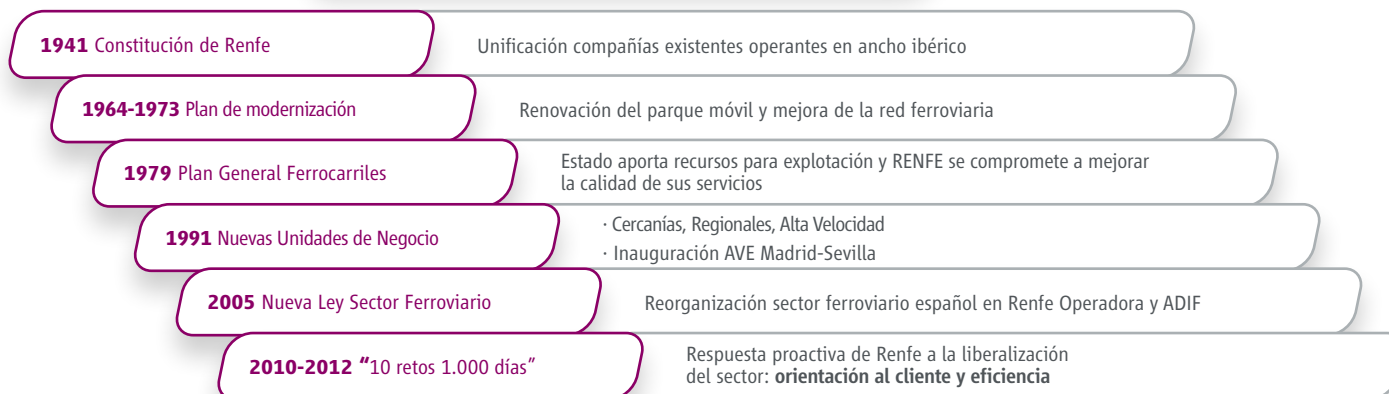 1941 Constitución de Renfe
Unificación compañías existentes operantes en ancho ibérico
1964-1973 Plan de modernización
Renovación del parque móvil y mejora de la red ferroviaria
1979 Plan General Ferrocarriles
Estado aporta recursos para explotación y RENFE se compromete a mejorar
la calidad de sus servicios
1991 Nuevas Unidades de Negocio
· Cercanías, Regionales, Alta Velocidad
· Inauguración AVE Madrid-Sevilla
2005 Nueva Ley Sector Ferroviario
Reorganización sector ferroviario español en Renfe Operadora y ADIF
2010-2012 “10 retos 1.000 días”
Respuesta proactiva de Renfe a la liberalización
del sector: orientación al cliente y eficiencia